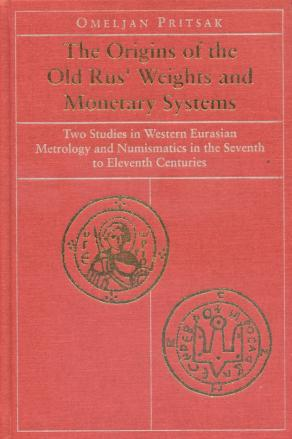 OMELJAN PRITSAK
The Origins of the
Old Rus' Weights and
Monetary Systems
Two Studies in Western Eurasian
Metrology and Numismatics in the Seventh
to Eleventh Centuries